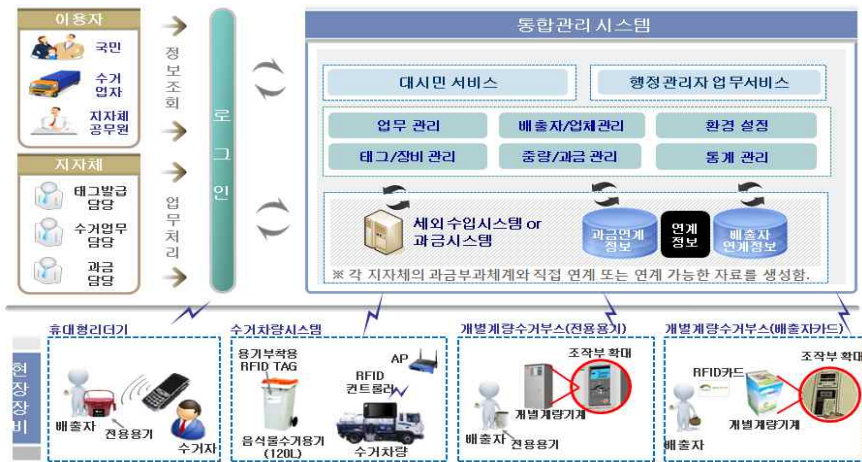 이용자
국민
수거
업자
지자체
공무원
지자체
태그발급
담당
수거업무
담당
과금
담당
정보조회
업무처리
로그인
통합관리 시스템
대시민 서비스
행정관리자 업무서비스
업무 관리
배출자/업체관리
환경 설정
태그/장비 관리
중량/과금 관리
통계 관리
세외수입시스템 or
과금시스템
과금연계
정보
연계
정보
배출자
연계정보
※ 각 지자체의 과금부과체계와 직접 연계 또는 연계 가능한 자료를 생성함.
현장장비
휴대형리더기
배출자
전용용기
수거자
수거차량시스템
용기부착용
RFID TAG
음식물수거용기
(120L)
AP
RFID
컨트롤러
수거차량
개별계량수거부스(전용용기)
조작부 확대
개별계량기계
배출자
전용용기
개별계량수거부스(배출자카드)
조작부 확대
RFID카드
개별계량기계
배출자